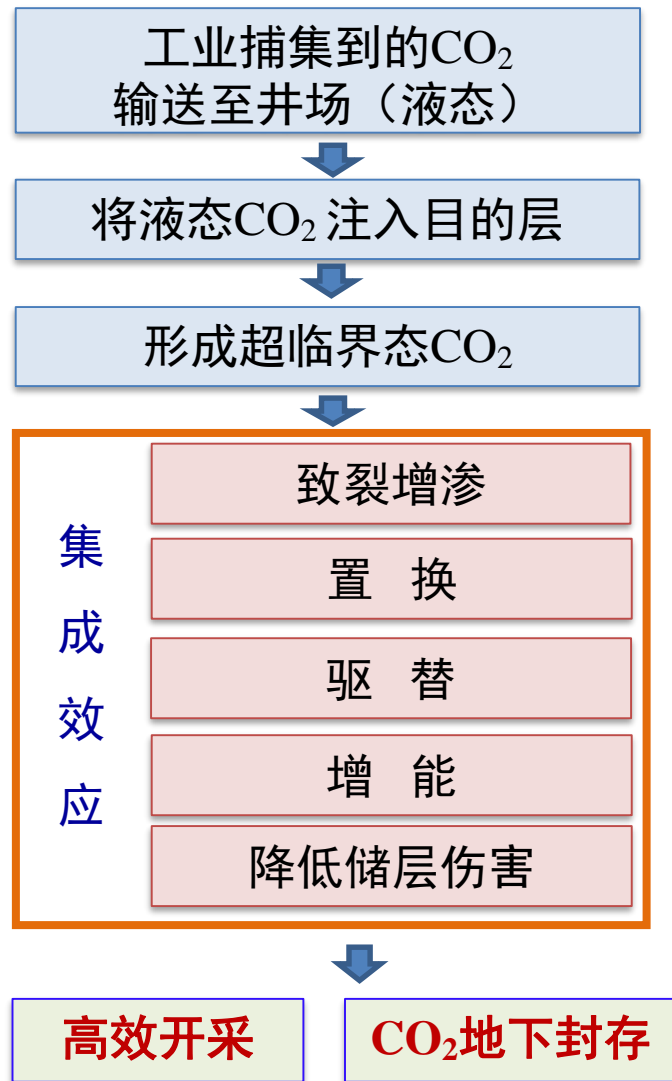 工业捕集到的CO₂
输送至井场（液态）
将液态CO₂ 注入目的层
形成超临界态CO₂
集成效应
致裂增渗
置 换
驱 替
增 能
降低储层伤害
高效开采
CO₂地下封存